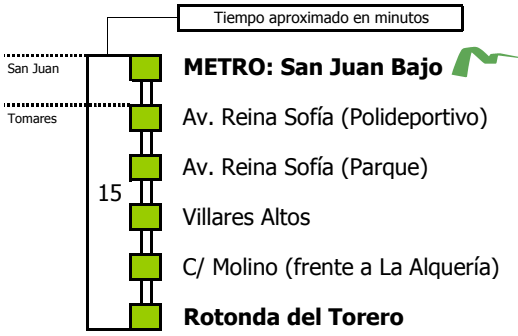 Tiempo aproximado en minutos
San Juan
METRO: San Juan Bajo
Tomares
Av. Reina Sofía (Polideportivo)
Av. Reina Sofía (Parque)
15
Villares Altos
C/ Molino (frente a La Alquería)
Rotonda del Torero